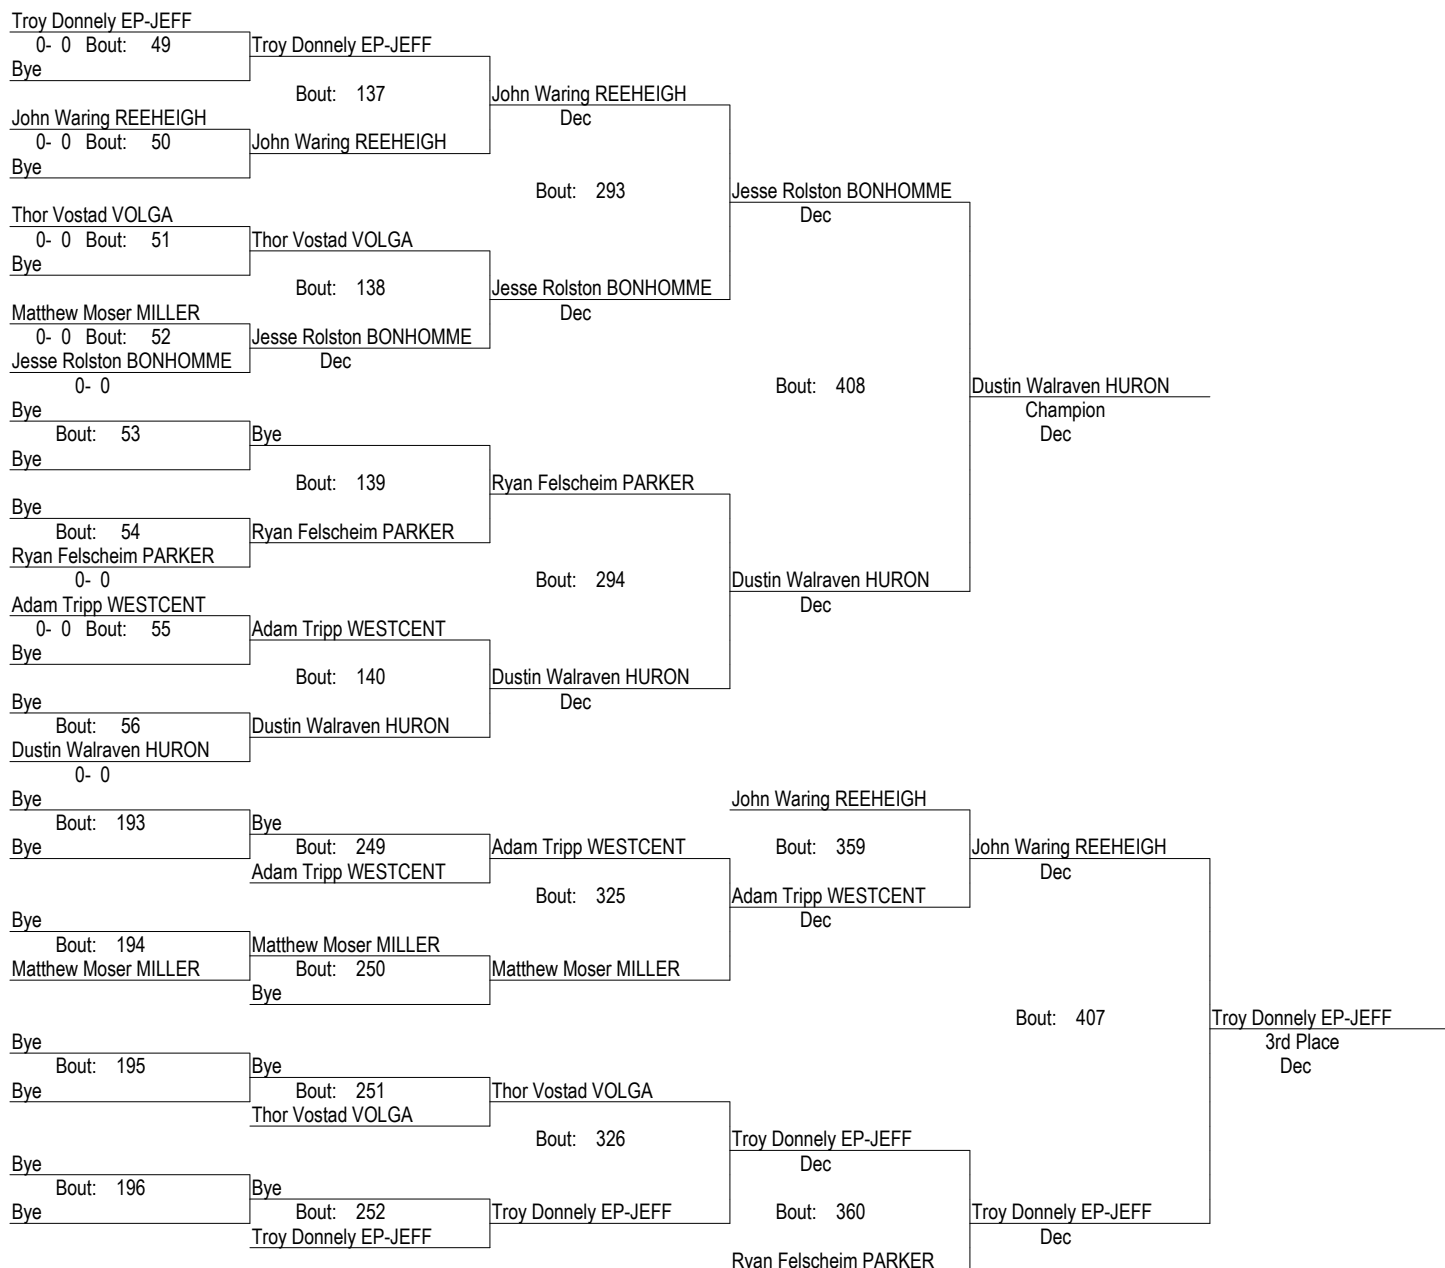 Troy Donnely EP-JEFF
0- 0 Bout: 49 Troy Donnely EP-JEFF
Bye
Bout: 137 John Waring REEHEIGH
John Waring REEHEIGH Dec
0- 0 Bout: 50 John Waring REEHEIGH
Bye
Bout: 293 Jesse Rolston BONHOMME
Thor Vostad VOLGA Dec
0- 0 Bout: 51 Thor Vostad VOLGA
Bye
Bout: 138 Jesse Rolston BONHOMME
Matthew Moser MILLER Dec
0- 0 Bout: 52 Jesse Rolston BONHOMME
Jesse Rolston BONHOMME Dec
0- 0 Bout: 408 Dustin Walraven HURON
Bye Champion
Bout: 53 Bye Dec
Bye
Bout: 139 Ryan Felscheim PARKER
Bye
Bout: 54 Ryan Felscheim PARKER
Ryan Felscheim PARKER
0- 0 Bout: 294 Dustin Walraven HURON
Adam Tripp WESTCENT Dec
0- 0 Bout: 55 Adam Tripp WESTCENT
Bye
Bout: 140 Dustin Walraven HURON
Bye Dec
Bout: 56 Dustin Walraven HURON
Dustin Walraven HURON
0- 0
Bye John Waring REEHEIGH
Bout: 193 Bye
Bye Bout: 249 Adam Tripp WESTCENT Bout: 359 John Waring REEHEIGH
Adam Tripp WESTCENT Dec
Bout: 325 Adam Tripp WESTCENT
Bye Dec
Bout: 194 Matthew Moser MILLER
Matthew Moser MILLER Bout: 250 Matthew Moser MILLER
Bye
Bout: 407 Troy Donnely EP-JEFF
Bye 3rd Place
Bout: 195 Bye Dec
Bye Bout: 251 Thor Vostad VOLGA
Thor Vostad VOLGA
Bout: 326 Troy Donnely EP-JEFF
Bye Dec
Bout: 196 Bye
Bye Bout: 252 Troy Donnely EP-JEFF Bout: 360 Troy Donnely EP-JEFF
Troy Donnely EP-JEFF Dec
Ryan Felscheim PARKER